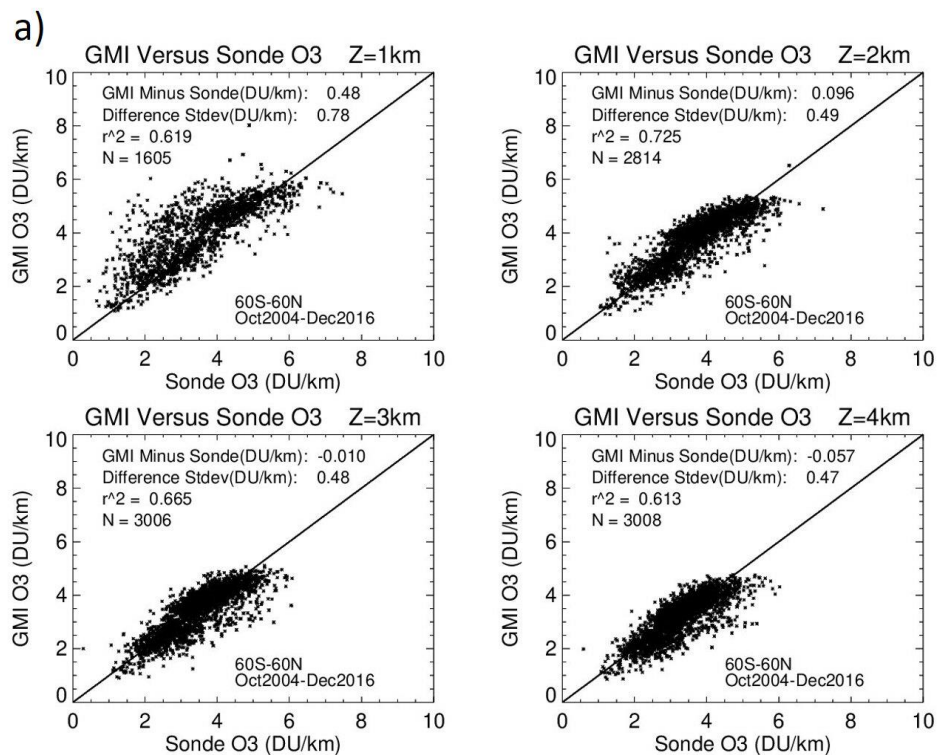 a)
GMI Versus Sonde O3 Z=1km
GMI Minus Sonde(DU/km): 0.48
Difference Stdev(DU/km): 0.78
r^2 = 0.619
N = 1605
60S-60N
Oct2004-Dec2016
10
8
6
4
2
0
GMI O3 (DU/km)
0 2 4 6 8 10
Sonde O3 (DU/km)
GMI Versus Sonde O3 Z=2km
GMI Minus Sonde(DU/km): 0.096
Difference Stdev(DU/km): 0.49
r^2 = 0.725
N = 2814
60S-60N
Oct2004-Dec2016
10
8
6
4
2
0
GMI O3 (DU/km)
0 2 4 6 8 10
Sonde O3 (DU/km)
GMI Versus Sonde O3 Z=3km
GMI Minus Sonde(DU/km): -0.010
Difference Stdev(DU/km): 0.48
r^2 = 0.665
N = 3006
60S-60N
Oct2004-Dec2016
10
8
6
4
2
0
GMI O3 (DU/km)
0 2 4 6 8 10
Sonde O3 (DU/km)
GMI Versus Sonde O3 Z=4km
GMI Minus Sonde(DU/km): -0.057
Difference Stdev(DU/km): 0.47
r^2 = 0.613
N = 3008
60S-60N
Oct2004-Dec2016
10
8
6
4
2
0
GMI O3 (DU/km)
0 2 4 6 8 10
Sonde O3 (DU/km)